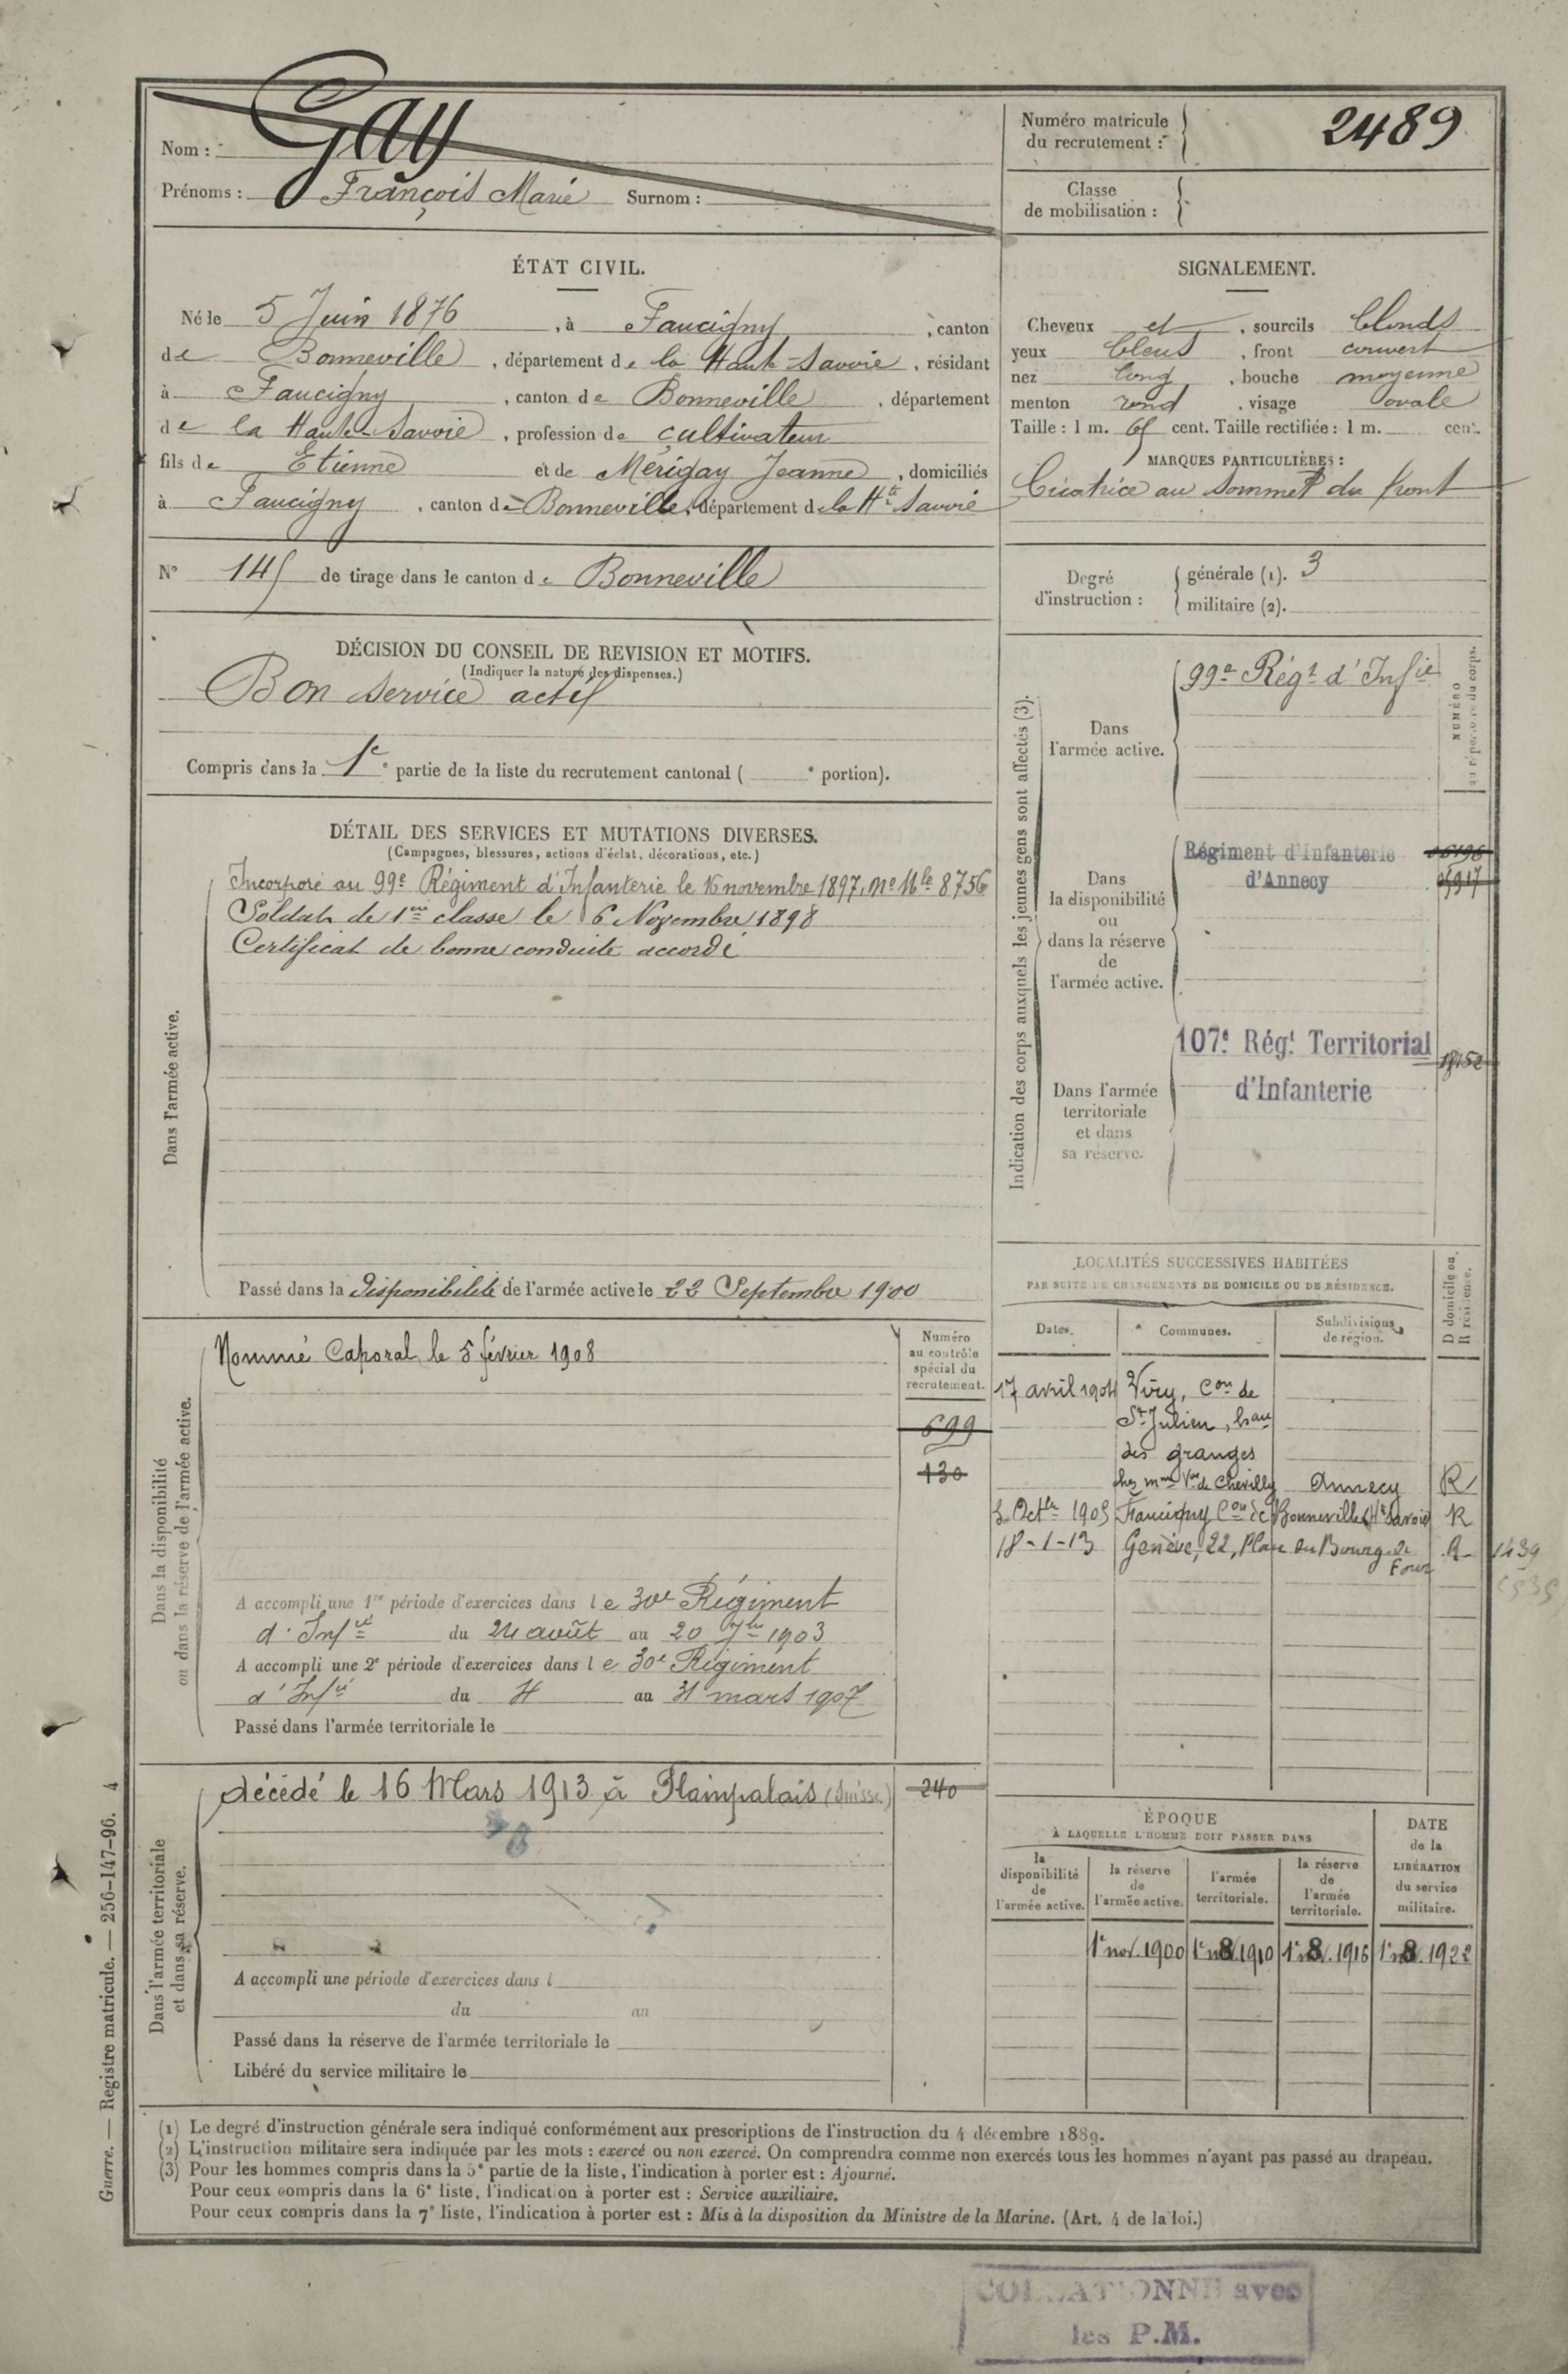 Nom : Gay
Prénoms : François Marie Surnom :
Numéro matricule du recrutement : 2489
Classe de mobilisation :
ÉTAT CIVIL.
Né le 5 Juin 1876, à Faucigny, canton
de Bonneville, département de la Haute-Savoie, résidant
à Faucigny, canton de Bonneville, département
de la Haute-Savoie, profession de cultivateur
fils de Etienne et de Mérigay Jeanne, domiciliés
à Faucigny, canton de Bonneville, département de la Hte Savoie
SIGNALEMENT.
Cheveux et, sourcils blonds
yeux bleus, front couvert
nez long, bouche moyenne
menton rond, visage ovale
Taille : 1 m. 65 cent. Taille rectifiée : 1 m. cent.
MARQUES PARTICULIÈRES :
Cicatrice au sommet du front
N° 145 de tirage dans le canton de Bonneville
Degré d'instruction : générale (1). 3
militaire (2).
DÉCISION DU CONSEIL DE REVISION ET MOTIFS.
(Indiquer la nature des dispenses.)
Bon service actif
Compris dans la 1e partie de la liste du recrutement cantonal ( e portion).
DÉTAIL DES SERVICES ET MUTATIONS DIVERSES.
(Campagnes, blessures, actions d'éclat, décorations, etc.)
Dans l'armée active.
Incorporé au 99e Régiment d'Infanterie le 16 novembre 1897, no Mle 8756
Soldat de 1ere classe le 6 Novembre 1898
Certificat de bonne conduite accordé
Passé dans la disponibilité de l'armée active le 22 Septembre 1900
Indication des corps auxquels les jeunes gens sont affectés (3).
NUMÉRO au répertoire du corps.
Dans l'armée active.
99e Régt d'Infie
Dans la disponibilité ou dans la réserve de l'armée active.
Régiment d'Infanterie
d'Annecy
Dans l'armée territoriale et dans sa réserve.
107e Régt Territorial
d'Infanterie
18152
Dans la disponibilité ou dans la réserve de l'armée active.
Nommé Caporal le 5 février 1908
Numéro au contrôle spécial du recrutement.
699
130
A accompli une 1re période d'exercices dans le 30e Régiment
d'Infie du 24 août au 20 7bre 1903
A accompli une 2e période d'exercices dans le 30e Régiment
d'Infie du 4 au 31 mars 1907
Passé dans l'armée territoriale le
LOCALITÉS SUCCESSIVES HABITÉES
PAR SUITE DE CHANGEMENTS DE DOMICILE OU DE RÉSIDENCE.
Dates. Communes. Subdivisions de région. D domicile ou R résidence.
17 avril 1904 Viry, Con de
St Julien, hau
des granges
chez mme Vve de Chevilly Annecy R
3 Octbre 1905 Faucigny Con de Bonneville (Hte Savoie) R
18-1-13 Genève, 22, Place du Bourg-de-Four R 1439
Dans l'armée territoriale et dans sa réserve.
décédé le 16 Mars 1913 à Plainpalais (Suisse)
240
A accompli une période d'exercices dans l
du au
Passé dans la réserve de l'armée territoriale le
Libéré du service militaire le
ÉPOQUE
À LAQUELLE L'HOMME DOIT PASSER DANS
la disponibilité de l'armée active.
la réserve de l'armée active.
l'armée territoriale.
la réserve de l'armée territoriale.
DATE de la LIBÉRATION du service militaire.
1e nov. 1900 1e 8 1910 1e 8 1916 1e 8 1922
(1) Le degré d'instruction générale sera indiqué conformément aux prescriptions de l'instruction du 4 décembre 1889.
(2) L'instruction militaire sera indiquée par les mots : exercé ou non exercé. On comprendra comme non exercés tous les hommes n'ayant pas passé au drapeau.
(3) Pour les hommes compris dans la 5e partie de la liste, l'indication à porter est : Ajourné.
Pour ceux compris dans la 6e liste, l'indication à porter est : Service auxiliaire.
Pour ceux compris dans la 7e liste, l'indication à porter est : Mis à la disposition du Ministre de la Marine. (Art. 4 de la loi.)
Guerre. — Registre matricule. — 256-147-96. 4
COLLATIONNÉ avec
les P.M.